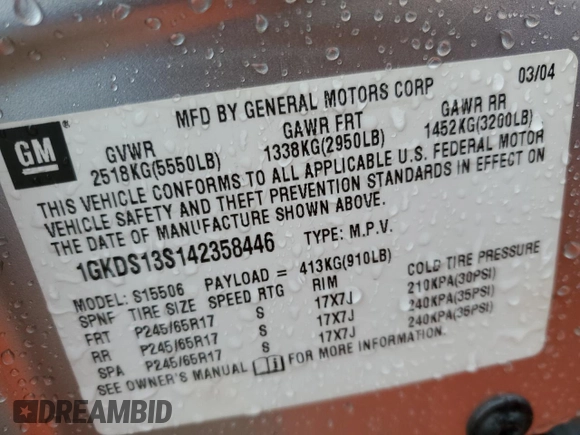 MFD BY GENERAL MOTORS CORP 03/04
GM
GVWR GAWR FRT GAWR RR
2518KG(5550LB) 1338KG(2950LB) 1452KG(3200LB)
THIS VEHICLE CONFORMS TO ALL APPLICABLE U.S. FEDERAL MOTOR
VEHICLE SAFETY AND THEFT PREVENTION STANDARDS IN EFFECT ON
THE DATE OF MANUFACTURE SHOWN ABOVE.
1GKDS13S142358446 TYPE: M.P.V.
MODEL: S15506 PAYLOAD = 413KG(910LB)
SPNF TIRE SIZE SPEED RTG RIM COLD TIRE PRESSURE
FRT P245/65R17 S 17X7J 210KPA(30PSI)
RR P245/65R17 S 17X7J 240KPA(35PSI)
SPA P245/65R17 S 17X7J 240KPA(35PSI)
SEE OWNER'S MANUAL FOR MORE INFORMATION.
DREAMBID